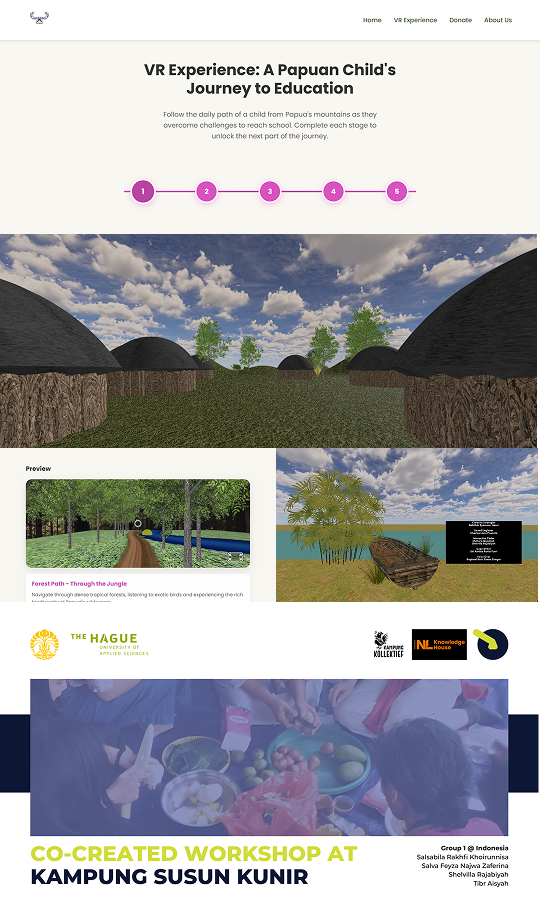 Home VR Experience Donate About Us
VR Experience: A Papuan Child's
Journey to Education
Follow the daily path of a child from Papua's mountains as they
overcome challenges to reach school. Complete each stage to
unlock the next part of the journey.
1 2 3 4 5
Preview
Forest Path - Through the Jungle
Navigate through dense tropical forests, listening to exotic birds and experiencing the rich
THE HAGUE
UNIVERSITY OF
APPLIED SCIENCES
KAMPUNG
KOLLEKTIEF
NL Knowledge
House
CO-CREATED WORKSHOP AT
KAMPUNG SUSUN KUNIR
Group 1 @ Indonesia
Salsabila Rakhfi Khoirunnisa
Salva Feyza Najwa Zaferina
Shelvilla Rajabiyah
Tibr Aisyah